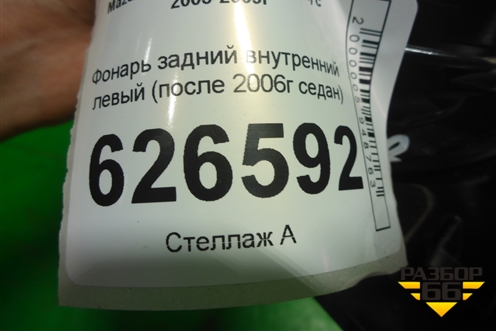 Фонарь задний внутренний
левый (после 2006г седан)
626592
Стеллаж А
РАЗБОР
66